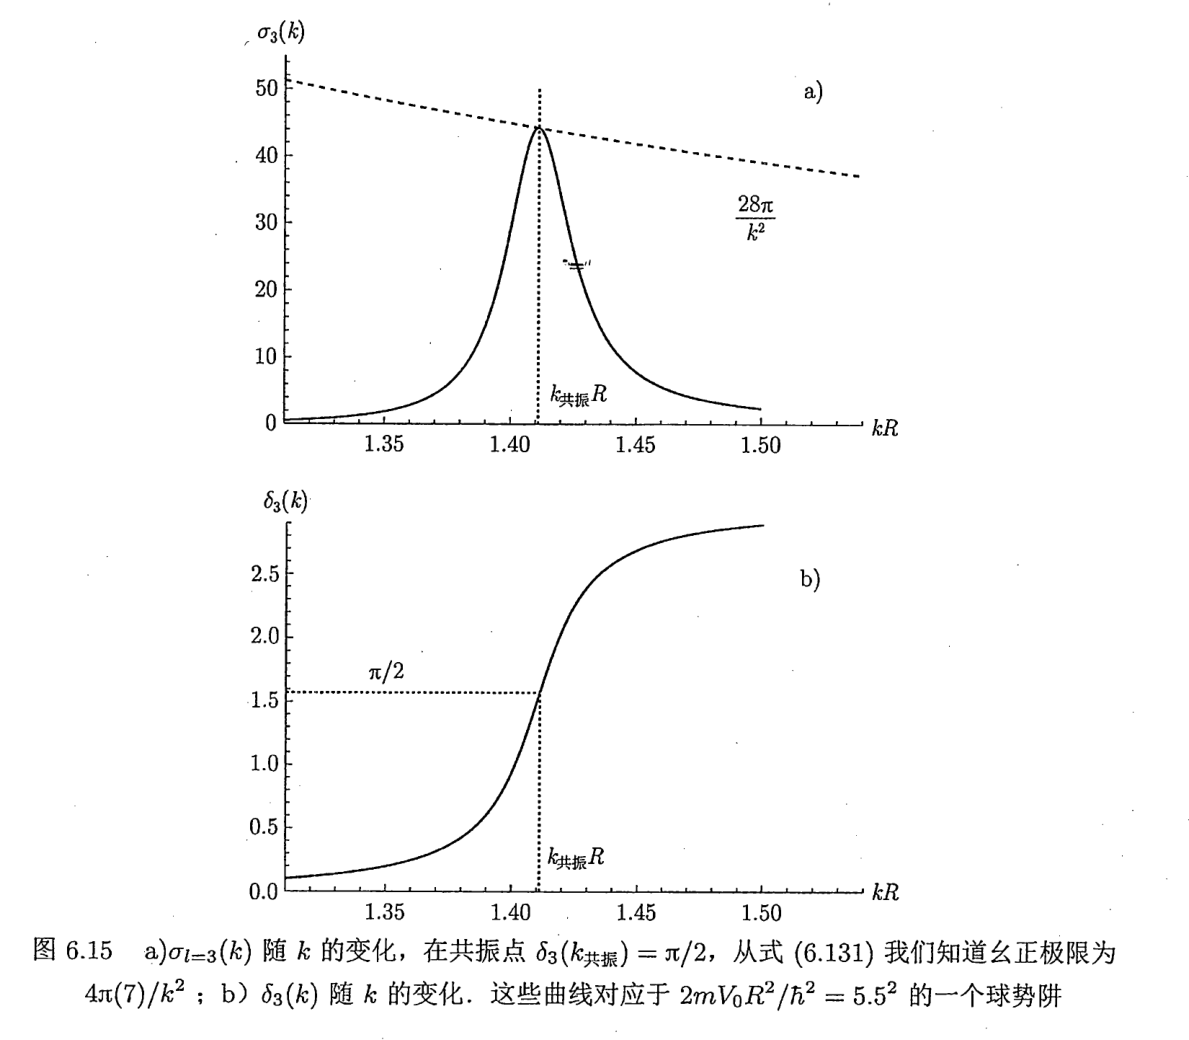 σ₃(k)
50
40
30
20
10
0
a)
28π
k²
k共振R
1.35 1.40 1.45 1.50
kR
δ₃(k)
2.5
2.0
1.5
1.0
0.5
0.0
b)
π/2
k共振R
1.35 1.40 1.45 1.50
kR
图 6.15 a)σₗ₌₃(k) 随 k 的变化，在共振点 δ₃(k共振) = π/2，从式 (6.131) 我们知道幺正极限为
4π(7)/k² ；b）δ₃(k) 随 k 的变化．这些曲线对应于 2mV₀R²/ħ² = 5.5² 的一个球势阱